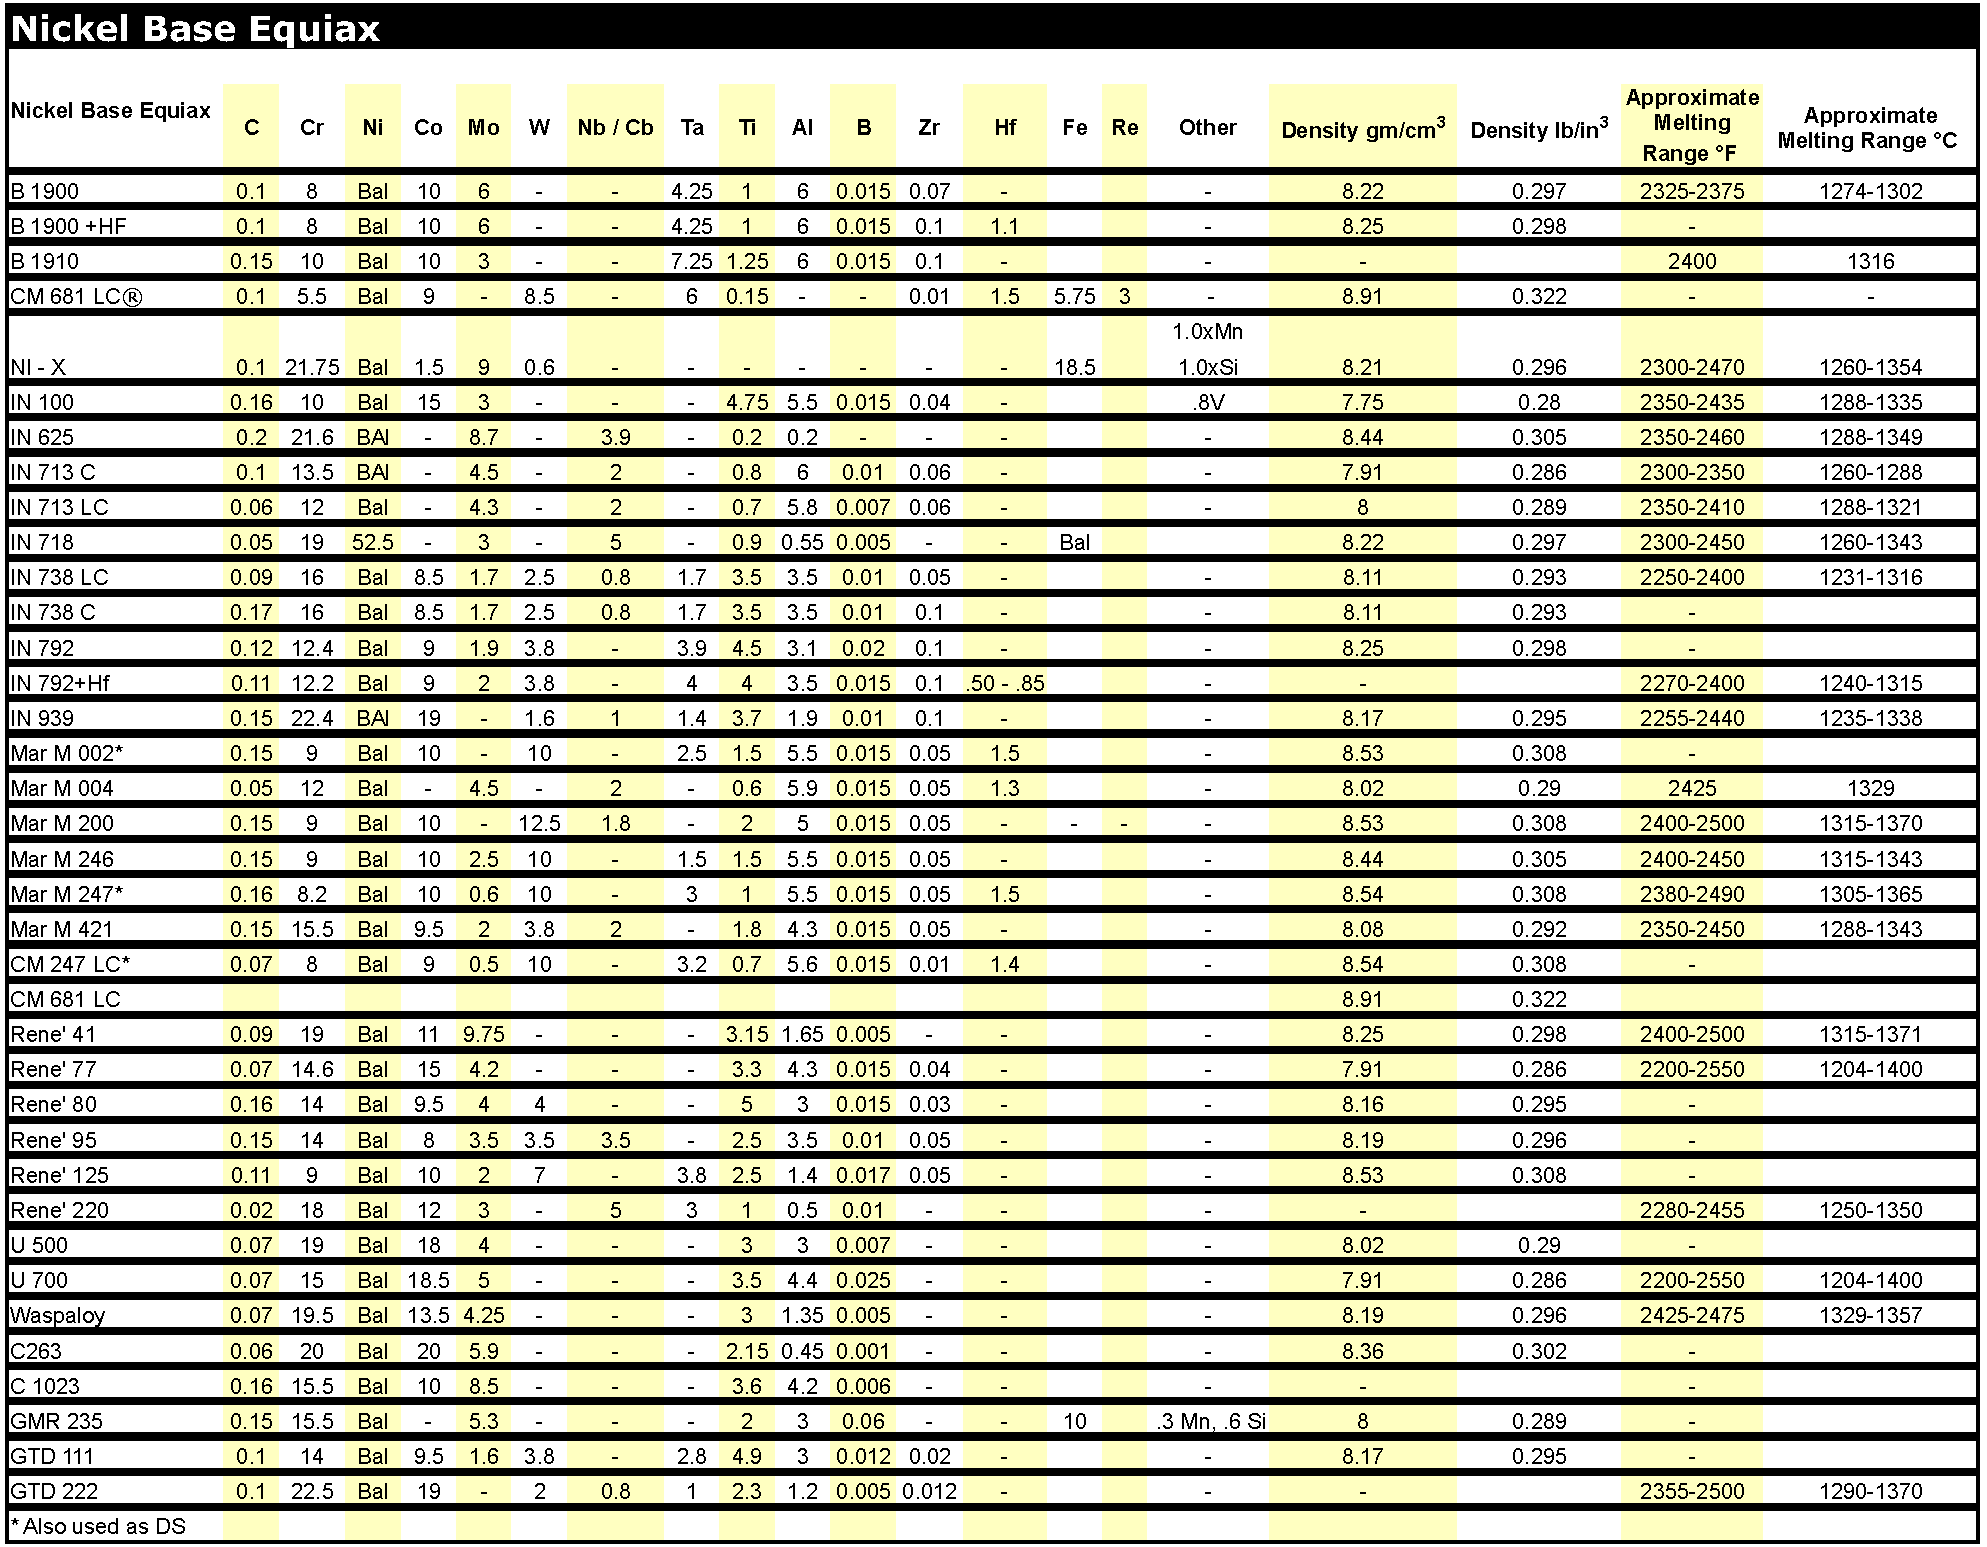 Nickel Base Equiax
Nickel Base Equiax C Cr Ni Co Mo W Nb / Cb Ta Ti Al B Zr Hf Fe Re Other Density gm/cm3 Density lb/in3 Approximate Melting Range °F Approximate Melting Range °C
B 1900 0.1 8 Bal 10 6 - - 4.25 1 6 0.015 0.07 - - 8.22 0.297 2325-2375 1274-1302
B 1900 +HF 0.1 8 Bal 10 6 - - 4.25 1 6 0.015 0.1 1.1 - 8.25 0.298 -
B 1910 0.15 10 Bal 10 3 - - 7.25 1.25 6 0.015 0.1 - - - 2400 1316
CM 681 LC® 0.1 5.5 Bal 9 - 8.5 - 6 0.15 - - 0.01 1.5 5.75 3 - 8.91 0.322 - -
1.0xMn
NI - X 0.1 21.75 Bal 1.5 9 0.6 - - - - - - - 18.5 1.0xSi 8.21 0.296 2300-2470 1260-1354
IN 100 0.16 10 Bal 15 3 - - - 4.75 5.5 0.015 0.04 - .8V 7.75 0.28 2350-2435 1288-1335
IN 625 0.2 21.6 BAl - 8.7 - 3.9 - 0.2 0.2 - - - - 8.44 0.305 2350-2460 1288-1349
IN 713 C 0.1 13.5 BAl - 4.5 - 2 - 0.8 6 0.01 0.06 - - 7.91 0.286 2300-2350 1260-1288
IN 713 LC 0.06 12 Bal - 4.3 - 2 - 0.7 5.8 0.007 0.06 - - 8 0.289 2350-2410 1288-1321
IN 718 0.05 19 52.5 - 3 - 5 - 0.9 0.55 0.005 - - Bal 8.22 0.297 2300-2450 1260-1343
IN 738 LC 0.09 16 Bal 8.5 1.7 2.5 0.8 1.7 3.5 3.5 0.01 0.05 - - 8.11 0.293 2250-2400 1231-1316
IN 738 C 0.17 16 Bal 8.5 1.7 2.5 0.8 1.7 3.5 3.5 0.01 0.1 - - 8.11 0.293 -
IN 792 0.12 12.4 Bal 9 1.9 3.8 - 3.9 4.5 3.1 0.02 0.1 - - 8.25 0.298 -
IN 792+Hf 0.11 12.2 Bal 9 2 3.8 - 4 4 3.5 0.015 0.1 .50 - .85 - - 2270-2400 1240-1315
IN 939 0.15 22.4 BAl 19 - 1.6 1 1.4 3.7 1.9 0.01 0.1 - - 8.17 0.295 2255-2440 1235-1338
Mar M 002* 0.15 9 Bal 10 - 10 - 2.5 1.5 5.5 0.015 0.05 1.5 - 8.53 0.308 -
Mar M 004 0.05 12 Bal - 4.5 - 2 - 0.6 5.9 0.015 0.05 1.3 - 8.02 0.29 2425 1329
Mar M 200 0.15 9 Bal 10 - 12.5 1.8 - 2 5 0.015 0.05 - - - - 8.53 0.308 2400-2500 1315-1370
Mar M 246 0.15 9 Bal 10 2.5 10 - 1.5 1.5 5.5 0.015 0.05 - - 8.44 0.305 2400-2450 1315-1343
Mar M 247* 0.16 8.2 Bal 10 0.6 10 - 3 1 5.5 0.015 0.05 1.5 - 8.54 0.308 2380-2490 1305-1365
Mar M 421 0.15 15.5 Bal 9.5 2 3.8 2 - 1.8 4.3 0.015 0.05 - - 8.08 0.292 2350-2450 1288-1343
CM 247 LC* 0.07 8 Bal 9 0.5 10 - 3.2 0.7 5.6 0.015 0.01 1.4 - 8.54 0.308 -
CM 681 LC 8.91 0.322
Rene' 41 0.09 19 Bal 11 9.75 - - - 3.15 1.65 0.005 - - - 8.25 0.298 2400-2500 1315-1371
Rene' 77 0.07 14.6 Bal 15 4.2 - - - 3.3 4.3 0.015 0.04 - - 7.91 0.286 2200-2550 1204-1400
Rene' 80 0.16 14 Bal 9.5 4 4 - - 5 3 0.015 0.03 - - 8.16 0.295 -
Rene' 95 0.15 14 Bal 8 3.5 3.5 3.5 - 2.5 3.5 0.01 0.05 - - 8.19 0.296 -
Rene' 125 0.11 9 Bal 10 2 7 - 3.8 2.5 1.4 0.017 0.05 - - 8.53 0.308 -
Rene' 220 0.02 18 Bal 12 3 - 5 3 1 0.5 0.01 - - - - 2280-2455 1250-1350
U 500 0.07 19 Bal 18 4 - - - 3 3 0.007 - - - 8.02 0.29 -
U 700 0.07 15 Bal 18.5 5 - - - 3.5 4.4 0.025 - - - 7.91 0.286 2200-2550 1204-1400
Waspaloy 0.07 19.5 Bal 13.5 4.25 - - - 3 1.35 0.005 - - - 8.19 0.296 2425-2475 1329-1357
C263 0.06 20 Bal 20 5.9 - - - 2.15 0.45 0.001 - - - 8.36 0.302 -
C 1023 0.16 15.5 Bal 10 8.5 - - - 3.6 4.2 0.006 - - - - -
GMR 235 0.15 15.5 Bal - 5.3 - - - 2 3 0.06 - - 10 .3 Mn, .6 Si 8 0.289 -
GTD 111 0.1 14 Bal 9.5 1.6 3.8 - 2.8 4.9 3 0.012 0.02 - - 8.17 0.295 -
GTD 222 0.1 22.5 Bal 19 - 2 0.8 1 2.3 1.2 0.005 0.012 - - - 2355-2500 1290-1370
* Also used as DS